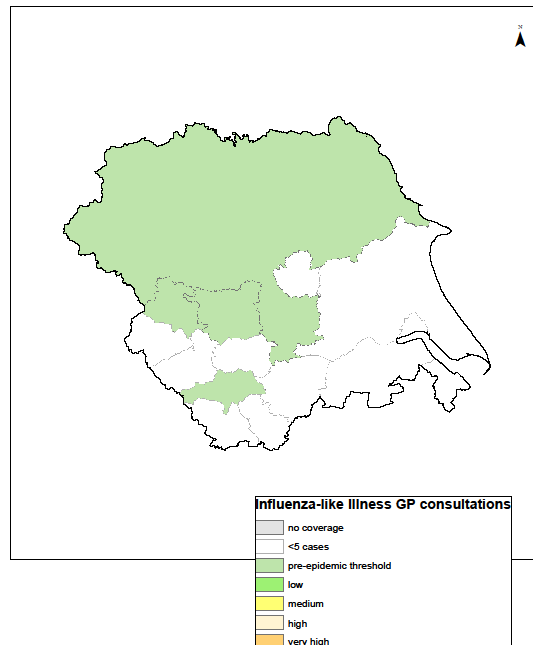 N
Influenza-like Illness GP consultations
no coverage
<5 cases
pre-epidemic threshold
low
medium
high
very high